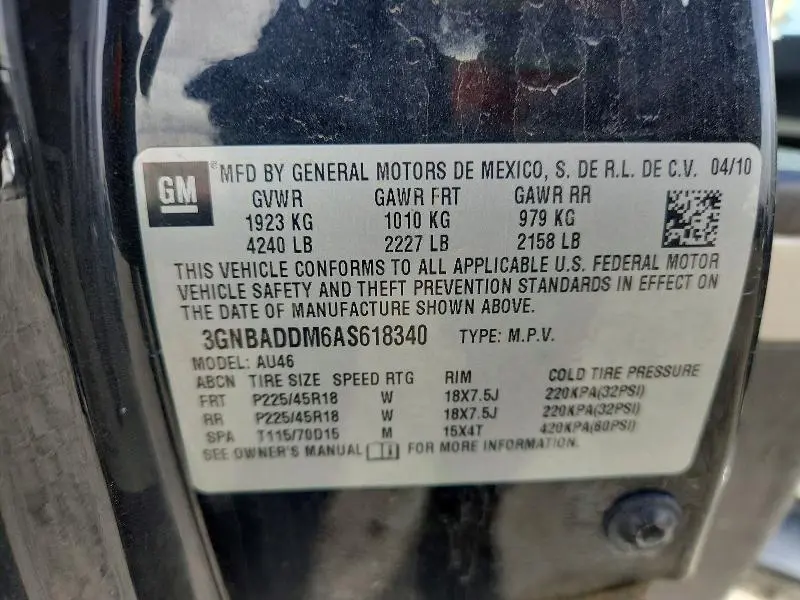 GM ® MFD BY GENERAL MOTORS DE MEXICO, S. DE R.L. DE C.V. 04/10
GVWR GAWR FRT GAWR RR
1923 KG 1010 KG 979 KG
4240 LB 2227 LB 2158 LB
THIS VEHICLE CONFORMS TO ALL APPLICABLE U.S. FEDERAL MOTOR
VEHICLE SAFETY AND THEFT PREVENTION STANDARDS IN EFFECT ON
THE DATE OF MANUFACTURE SHOWN ABOVE.
3GNBADDM6AS618340 TYPE: M.P.V.
MODEL: AU46
ABCN TIRE SIZE SPEED RTG RIM COLD TIRE PRESSURE
FRT P225/45R18 W 18X7.5J 220KPA(32PSI)
RR P225/45R18 W 18X7.5J 220KPA(32PSI)
SPA T115/70D15 M 15X4T 420KPA(60PSI)
SEE OWNER'S MANUAL FOR MORE INFORMATION.